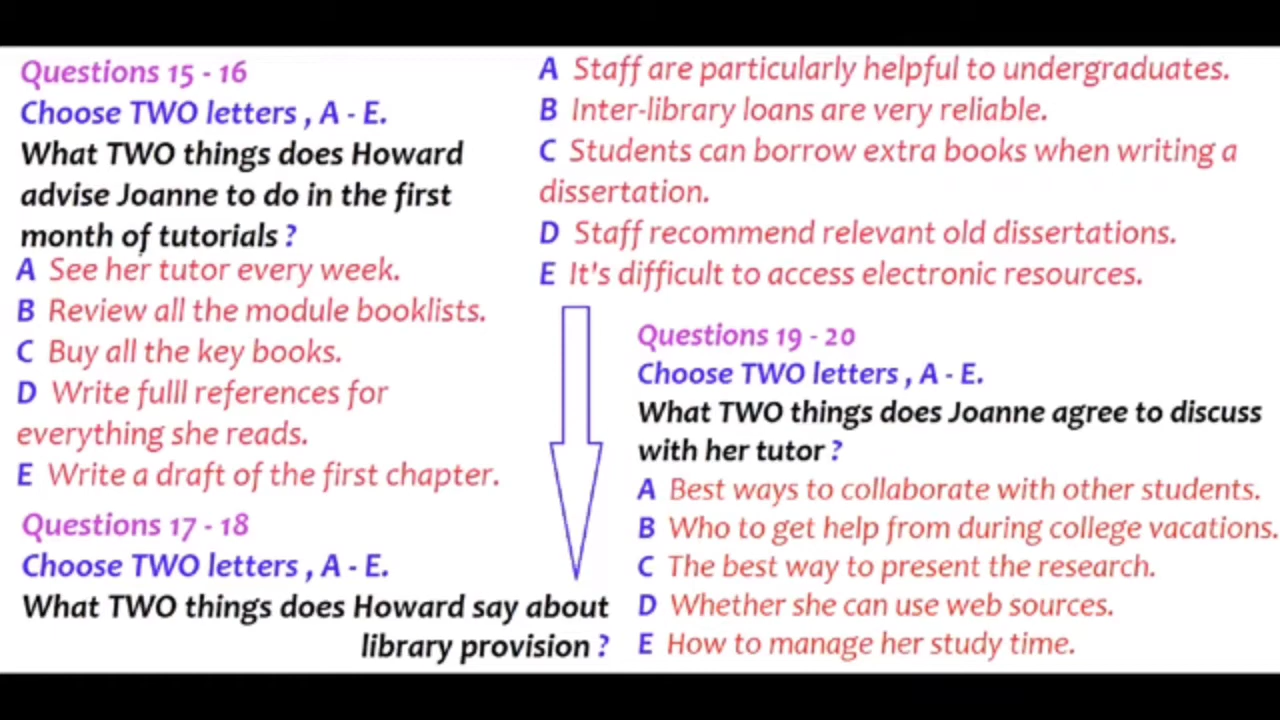 Questions 15 - 16
Choose TWO letters , A - E.
What TWO things does Howard
advise Joanne to do in the first
month of tutorials ?
A See her tutor every week.
B Review all the module booklists.
C Buy all the key books.
D Write fulll references for
everything she reads.
E Write a draft of the first chapter.
Questions 17 - 18
Choose TWO letters , A - E.
What TWO things does Howard say about
library provision ?
A Staff are particularly helpful to undergraduates.
B Inter-library loans are very reliable.
C Students can borrow extra books when writing a
dissertation.
D Staff recommend relevant old dissertations.
E It's difficult to access electronic resources.
Questions 19 - 20
Choose TWO letters , A - E.
What TWO things does Joanne agree to discuss
with her tutor ?
A Best ways to collaborate with other students.
B Who to get help from during college vacations.
C The best way to present the research.
D Whether she can use web sources.
E How to manage her study time.